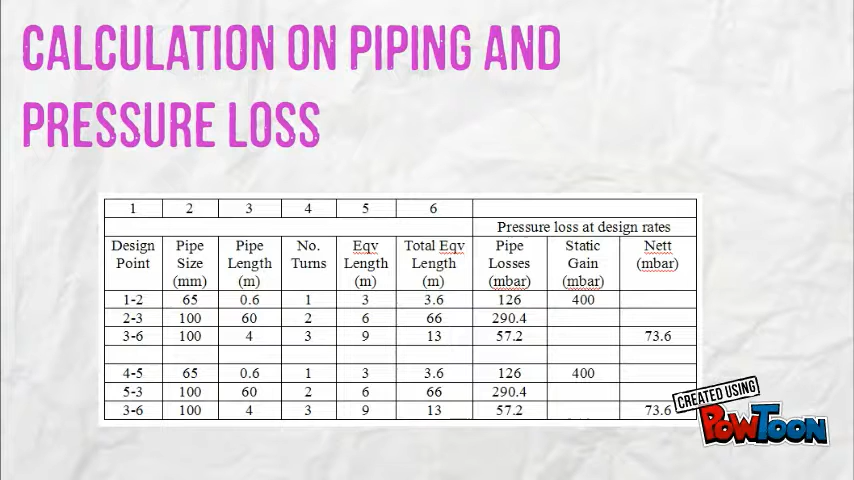 CALCULATION ON PIPING AND
PRESSURE LOSS
1 2 3 4 5 6
Pressure loss at design rates
Design Point Pipe Size (mm) Pipe Length (m) No. Turns Eqv Length (m) Total Eqv Length (m) Pipe Losses (mbar) Static Gain (mbar) Nett (mbar)
1-2 65 0.6 1 3 3.6 126 400
2-3 100 60 2 6 66 290.4
3-6 100 4 3 9 13 57.2 73.6
4-5 65 0.6 1 3 3.6 126 400
5-3 100 60 2 6 66 290.4
3-6 100 4 3 9 13 57.2 73.6
CREATED USING
POWTOON